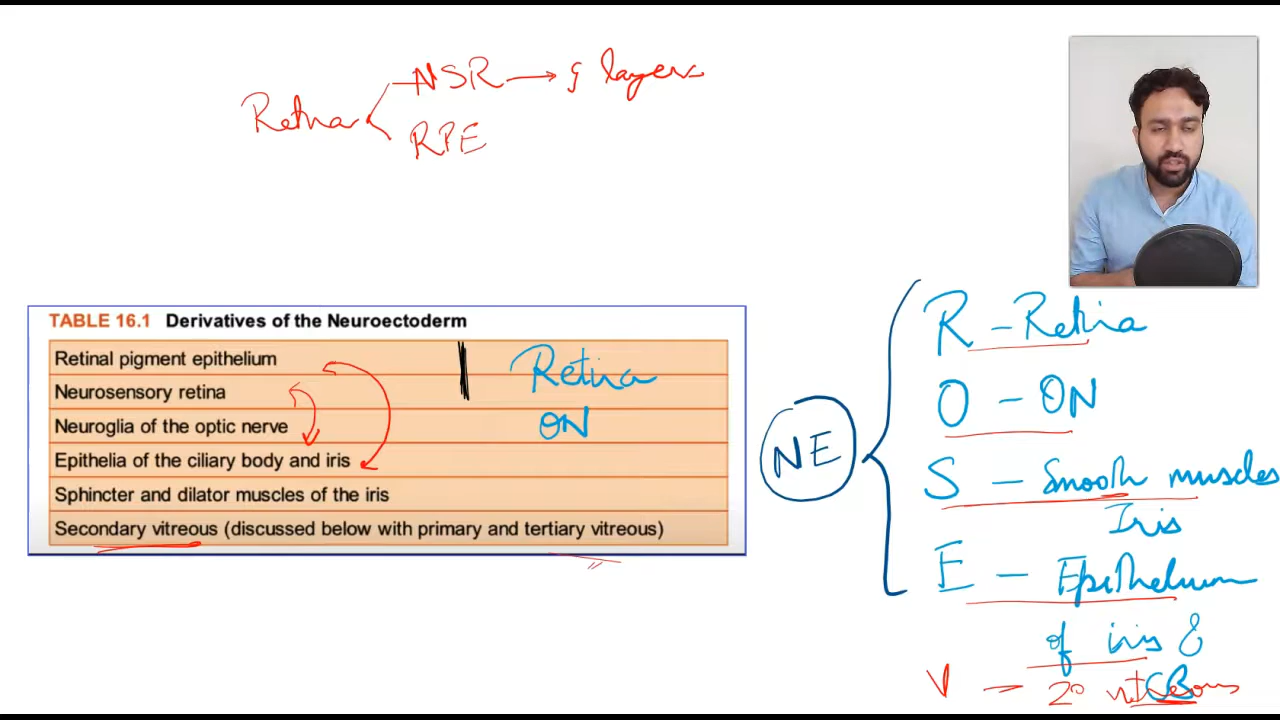 NSR → 9 layers
Retina
RPE
TABLE 16.1 Derivatives of the Neuroectoderm
Retinal pigment epithelium
Neurosensory retina
Neuroglia of the optic nerve
Epithelia of the ciliary body and iris
Sphincter and dilator muscles of the iris
Secondary vitreous (discussed below with primary and tertiary vitreous)
Retina
ON
NE
R – Retina
O – ON
S – Smooth muscles
Iris
E – Epithelium
of iris &
CB
V – 2° vitreous